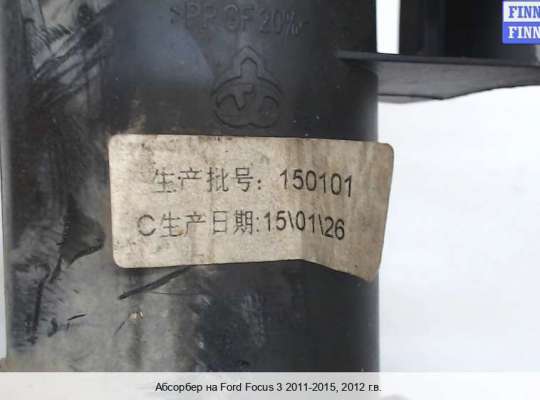 >PP GF20%<
FINN
FINN
生产批号：150101
C生产日期:15\01\26
Абсорбер на Ford Focus 3 2011-2015, 2012 г.в.